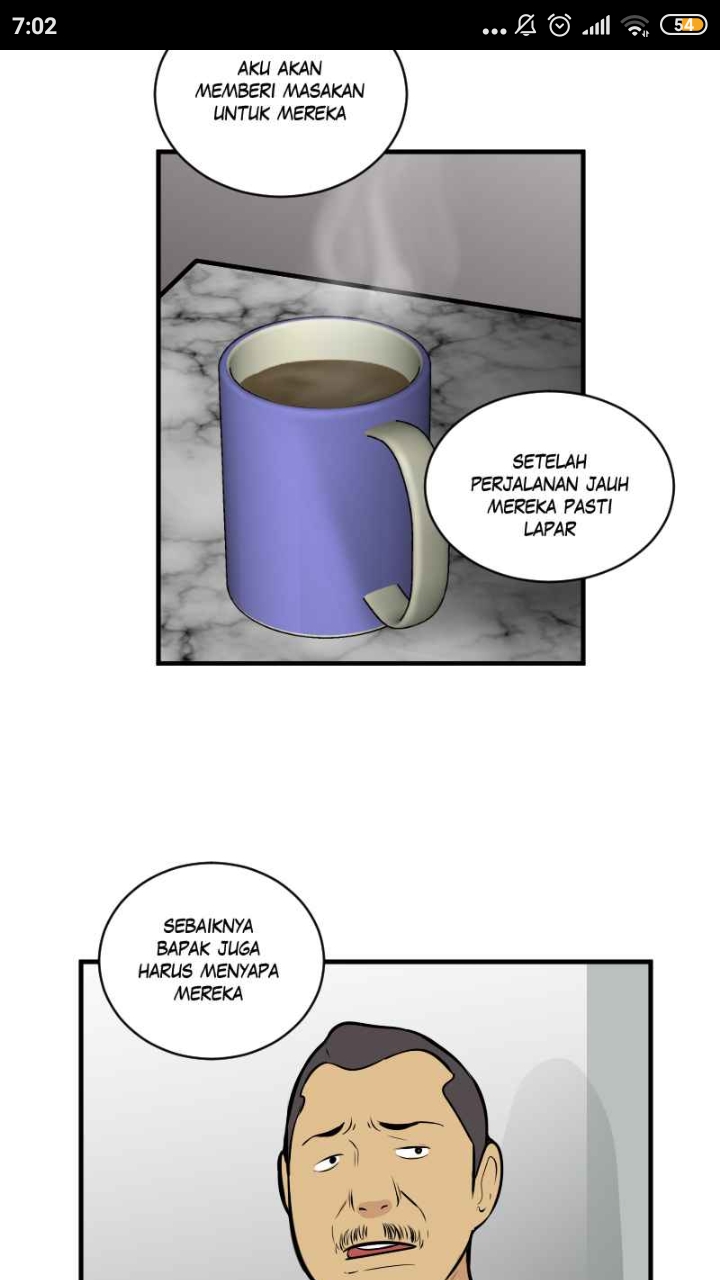 7:02
54
AKU AKAN
MEMBERI MASAKAN
UNTUK MEREKA
SETELAH
PERJALANAN JAUH
MEREKA PASTI
LAPAR
SEBAIKNYA
BAPAK JUGA
HARUS MENYAPA
MEREKA